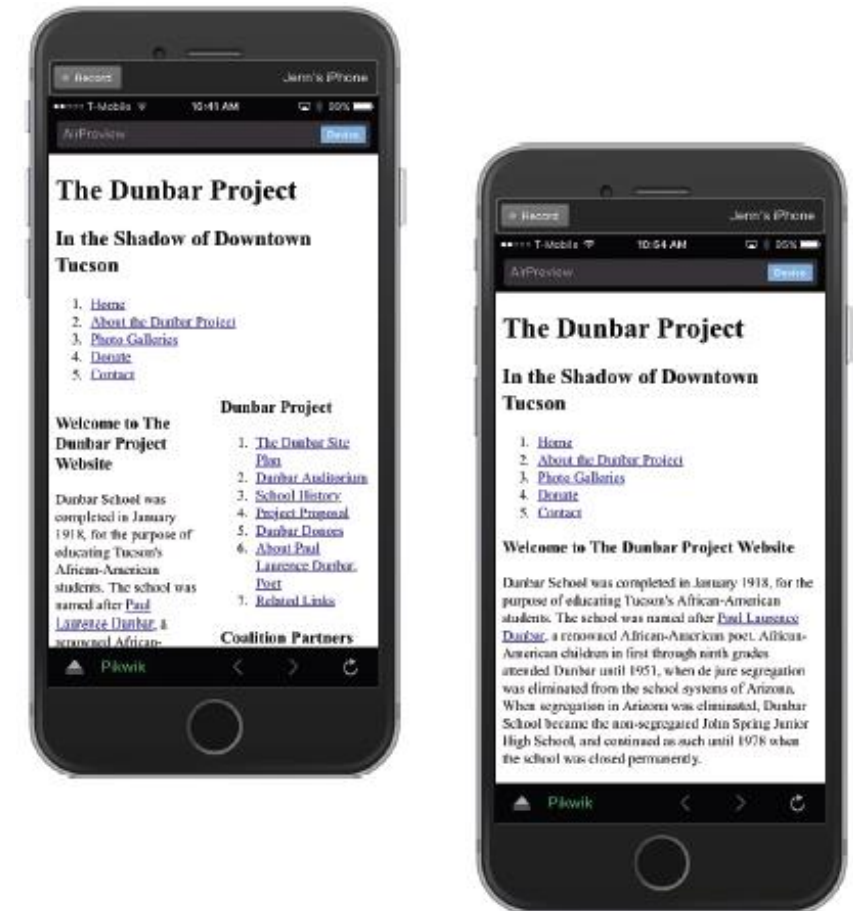 Record
Jerm's iPhone
T-Mobile
10:41 AM
99%
AirPreview
Device
The Dunbar Project
In the Shadow of Downtown
Tucson
1. Home
2. About the Dunbar Project
3. Photo Galleries
4. Donate
5. Contact
Welcome to The
Dunbar Project
Website
Dunbar School was
completed in January
1918, for the purpose of
educating Tucson's
African-American
students. The school was
named after Paul
Laurence Dunbar, a
renowned African-
Dunbar Project
1. The Dunbar Site
Plan
2. Dunbar Auditorium
3. School History
4. Project Proposal
5. Dunbar Donors
6. About Paul
Laurence Dunbar,
Poet
7. Related Links
Coalition Partners
Pikwik
Record
Jerm's iPhone
T-Mobile
10:54 AM
95%
AirPreview
Device
The Dunbar Project
In the Shadow of Downtown
Tucson
1. Home
2. About the Dunbar Project
3. Photo Galleries
4. Donate
5. Contact
Welcome to The Dunbar Project Website
Dunbar School was completed in January 1918, for the
purpose of educating Tucson's African-American
students. The school was named after Paul Laurence
Dunbar, a renowned African-American poet. African-
American children in first through ninth grades
attended Dunbar until 1951, when de jure segregation
was eliminated from the school systems of Arizona.
When segregation in Arizona was eliminated, Dunbar
School became the non-segregated John Spring Junior
High School, and continued as such until 1978 when
the school was closed permanently.
Pikwik